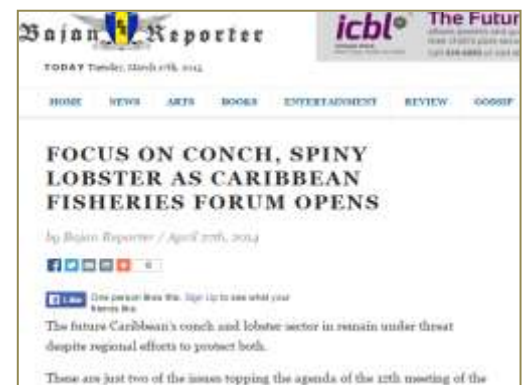 Bajan Reporter
icbl
The Futur
TODAY Tuesday, March
HOME NEWS ARTS BOOKS ENTERTAINMENT REVIEW GOSSIP
FOCUS ON CONCH, SPINY
LOBSTER AS CARIBBEAN
FISHERIES FORUM OPENS
by Bajan Reporter / April 27th, 2014
Like One person likes this. Sign Up to see what your
friends like.
The future Caribbean's conch and lobster sector in remain under threat
despite regional efforts to protect both.
These are just two of the issues topping the agenda of the 12th meeting of the